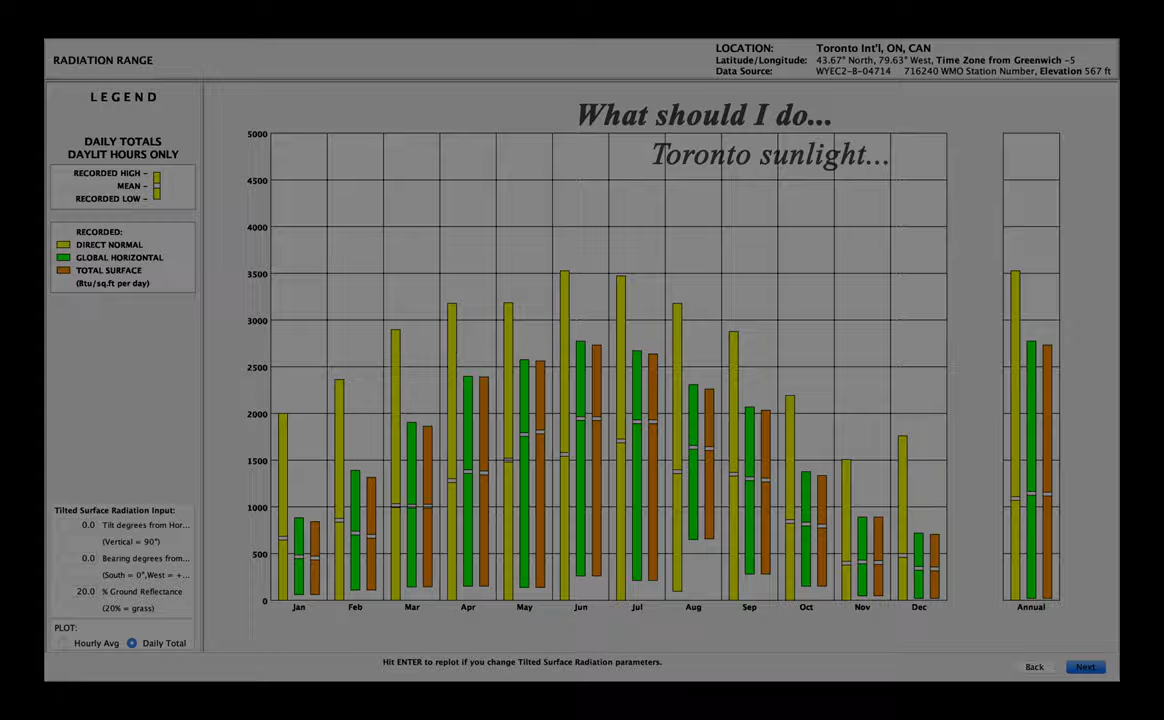 RADIATION RANGE
LOCATION: Toronto Int'l, ON, CAN
Latitude/Longitude: 43.67° North, 79.63° West, Time Zone from Greenwich -5
Data Source: WYEC2-B-04714 716240 WMO Station Number, Elevation 567 ft
LEGEND
DAILY TOTALS
DAYLIT HOURS ONLY
RECORDED HIGH -
MEAN -
RECORDED LOW -
RECORDED:
DIRECT NORMAL
GLOBAL HORIZONTAL
TOTAL SURFACE
(Btu/sq.ft per day)
Tilted Surface Radiation Input:
0.0 Tilt degrees from Hor...
(Vertical = 90°)
0.0 Bearing degrees from...
(South = 0°,West = +...
20.0 % Ground Reflectance
(20% = grass)
PLOT:
Hourly Avg Daily Total
What should I do...
Toronto sunlight...
5000
4500
4000
3500
3000
2500
2000
1500
1000
500
0
Jan Feb Mar Apr May Jun Jul Aug Sep Oct Nov Dec Annual
Hit ENTER to replot if you change Tilted Surface Radiation parameters.
Back Next